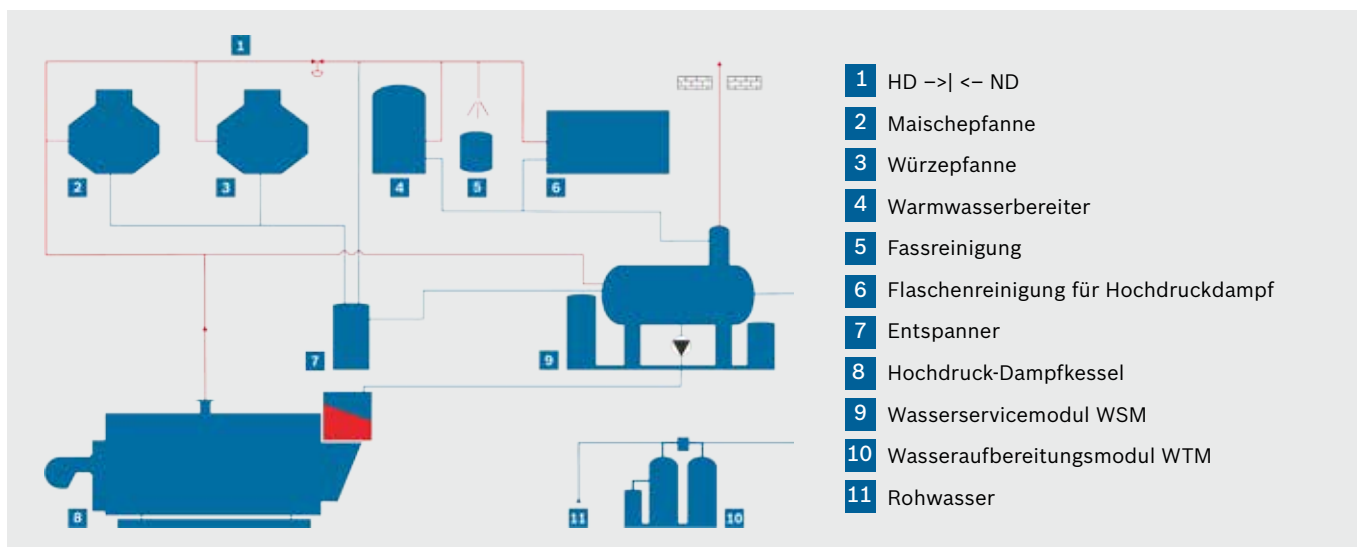 1
2
3
4
5
6
7
8
9
10
11
1 HD –>| <– ND
2 Maischepfanne
3 Würzepfanne
4 Warmwasserbereiter
5 Fassreinigung
6 Flaschenreinigung für Hochdruckdampf
7 Entspanner
8 Hochdruck-Dampfkessel
9 Wasserservicemodul WSM
10 Wasseraufbereitungsmodul WTM
11 Rohwasser